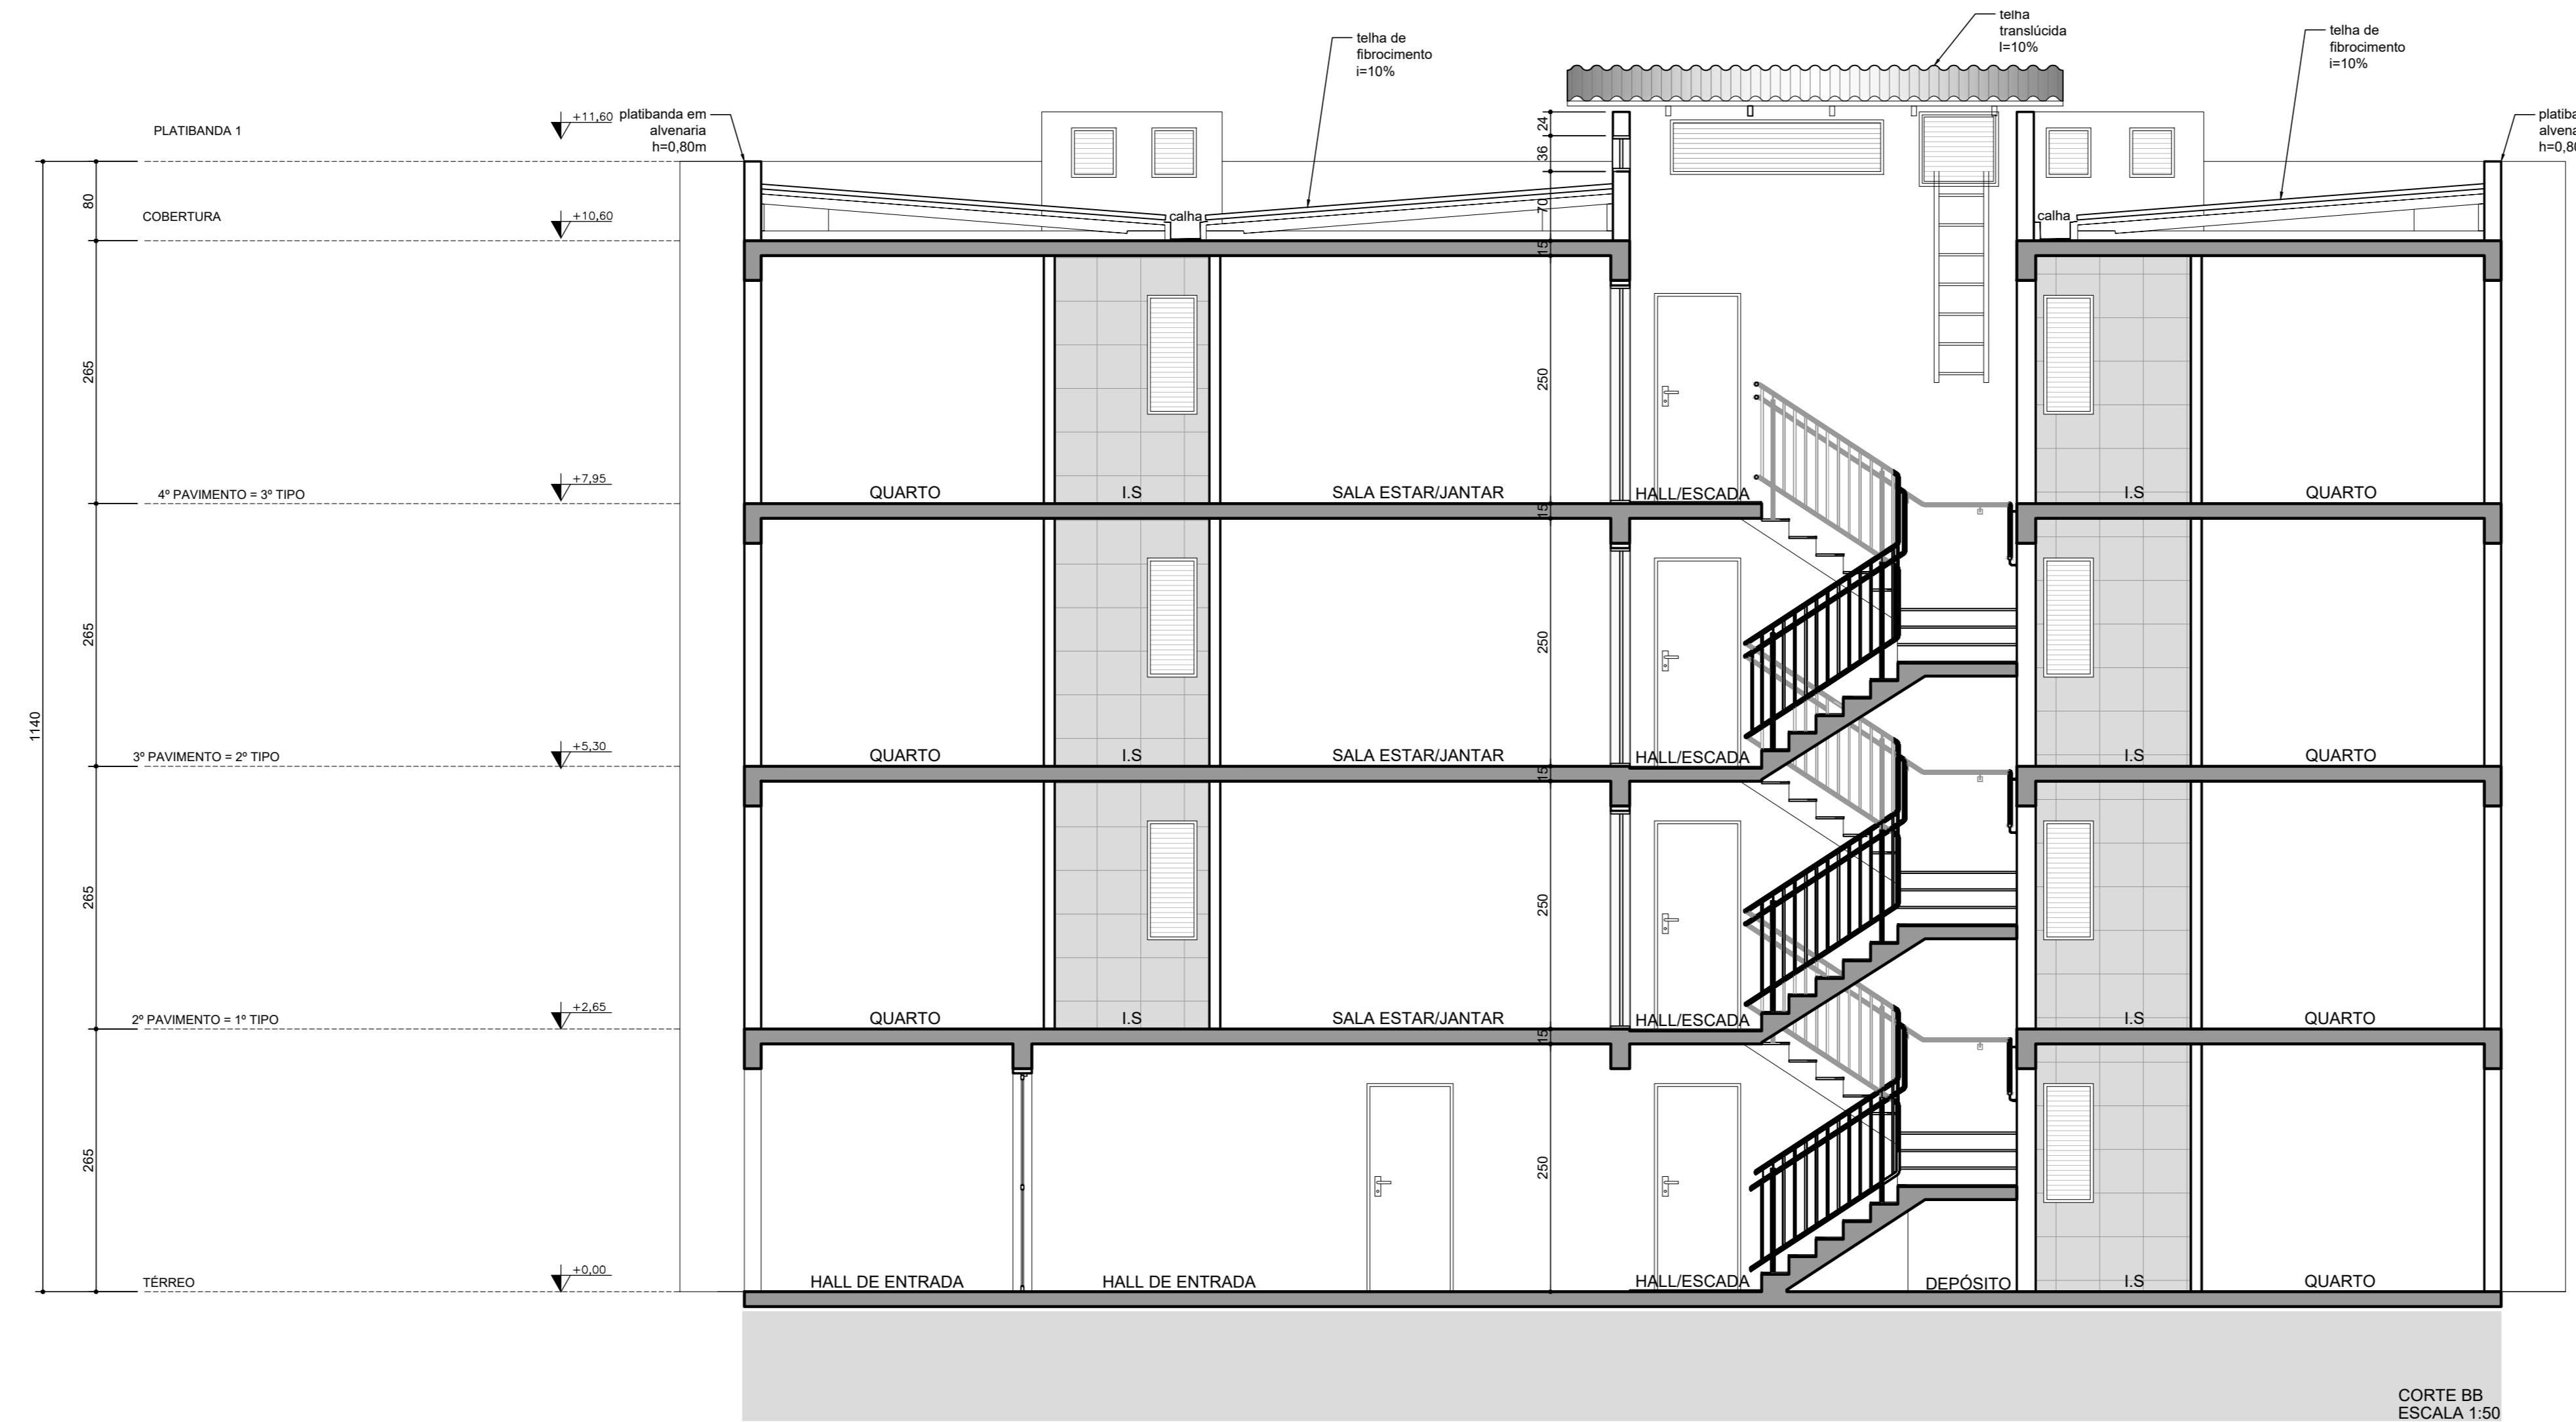 telha
translúcida
I=10%
telha de
fibrocimento
i=10%
telha de
fibrocimento
i=10%
platibanda em
alvenaria
h=0,80m
PLATIBANDA 1
+11,60
24
36
70
15
80
calha
calha
COBERTURA
+10,60
265
250
4º PAVIMENTO = 3º TIPO
+7,95
QUARTO
I.S
SALA ESTAR/JANTAR
HALL/ESCADA
I.S
QUARTO
15
265
250
1140
3º PAVIMENTO = 2º TIPO
+5,30
QUARTO
I.S
SALA ESTAR/JANTAR
HALL/ESCADA
I.S
QUARTO
15
265
250
2º PAVIMENTO = 1º TIPO
+2,65
QUARTO
I.S
SALA ESTAR/JANTAR
HALL/ESCADA
I.S
QUARTO
15
265
250
TÉRREO
+0,00
HALL DE ENTRADA
HALL DE ENTRADA
HALL/ESCADA
DEPÓSITO
I.S
QUARTO
CORTE BB
ESCALA 1:50